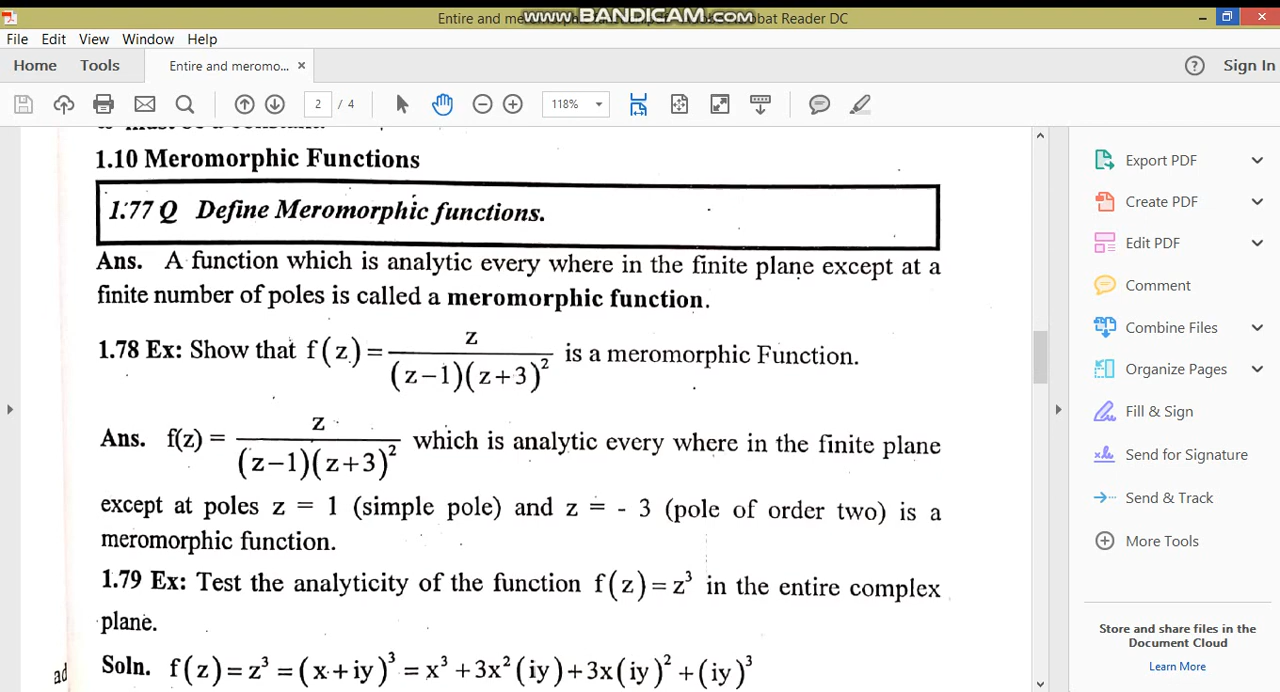 Entire and me www.BANDICAM.com obat Reader DC
File Edit View Window Help
Home Tools Entire and meromo... × ? Sign In
2 / 4 118%
1.10 Meromorphic Functions
1.77 Q Define Meromorphic functions.
Ans. A function which is analytic every where in the finite plane except at a
finite number of poles is called a meromorphic function.
1.78 Ex: Show that f(z) = z / (z−1)(z+3)² is a meromorphic Function.
Ans. f(z) = z / (z−1)(z+3)² which is analytic every where in the finite plane
except at poles z = 1 (simple pole) and z = - 3 (pole of order two) is a
meromorphic function.
1.79 Ex: Test the analyticity of the function f(z) = z³ in the entire complex
plane.
ad Soln. f(z) = z³ = (x+iy)³ = x³ + 3x²(iy) + 3x(iy)² + (iy)³
Export PDF
Create PDF
Edit PDF
Comment
Combine Files
Organize Pages
Fill & Sign
Send for Signature
Send & Track
More Tools
Store and share files in the
Document Cloud
Learn More